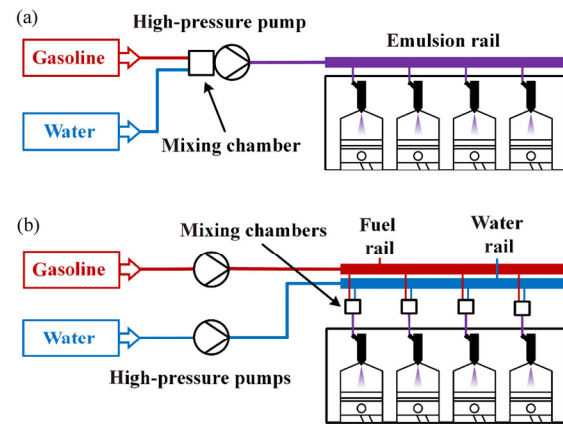 (a)
High-pressure pump
Gasoline
Emulsion rail
Water
Mixing chamber
(b)
Mixing chambers
Fuel
rail
Water
rail
Gasoline
Water
High-pressure pumps